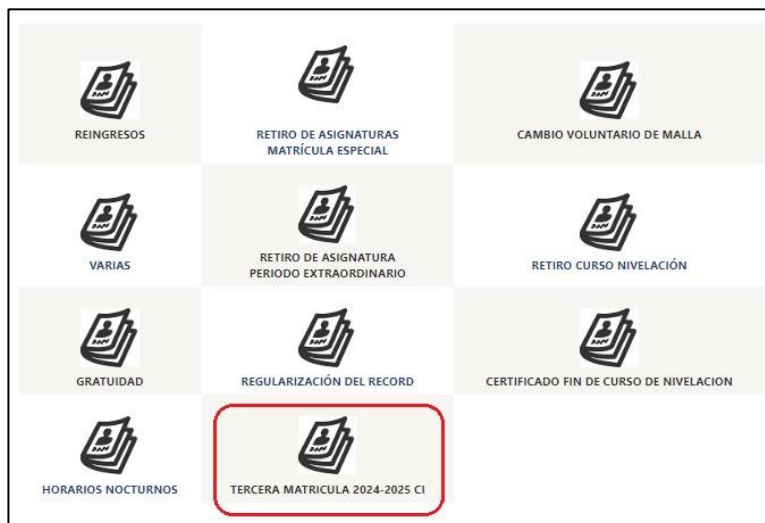 REINGRESOS
RETIRO DE ASIGNATURAS
MATRÍCULA ESPECIAL
CAMBIO VOLUNTARIO DE MALLA
VARIAS
RETIRO DE ASIGNATURA
PERIODO EXTRAORDINARIO
RETIRO CURSO NIVELACIÓN
GRATUIDAD
REGULARIZACIÓN DEL RECORD
CERTIFICADO FIN DE CURSO DE NIVELACION
HORARIOS NOCTURNOS
TERCERA MATRICULA 2024-2025 CI